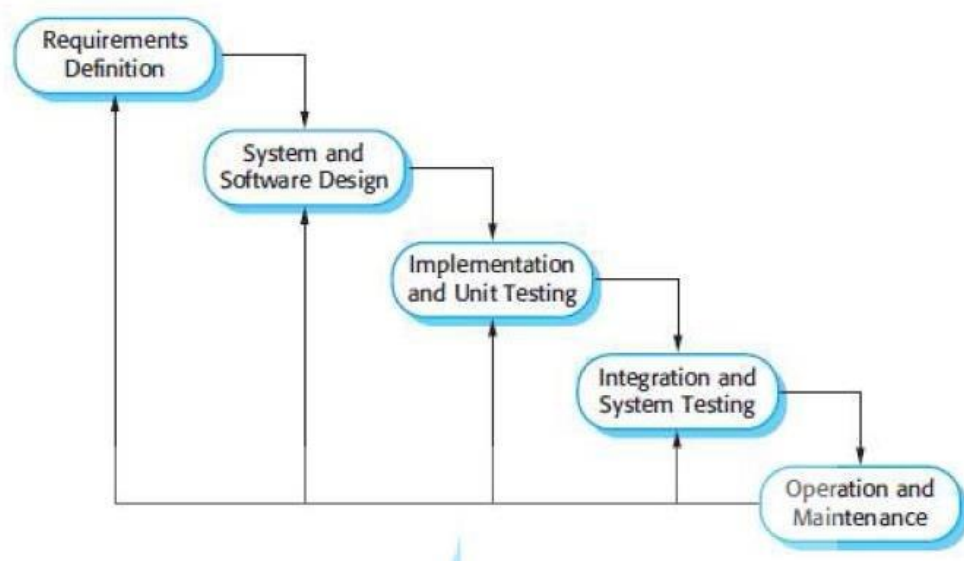 Requirements
Definition
System and
Software Design
Implementation
and Unit Testing
Integration and
System Testing
Operation and
Maintenance